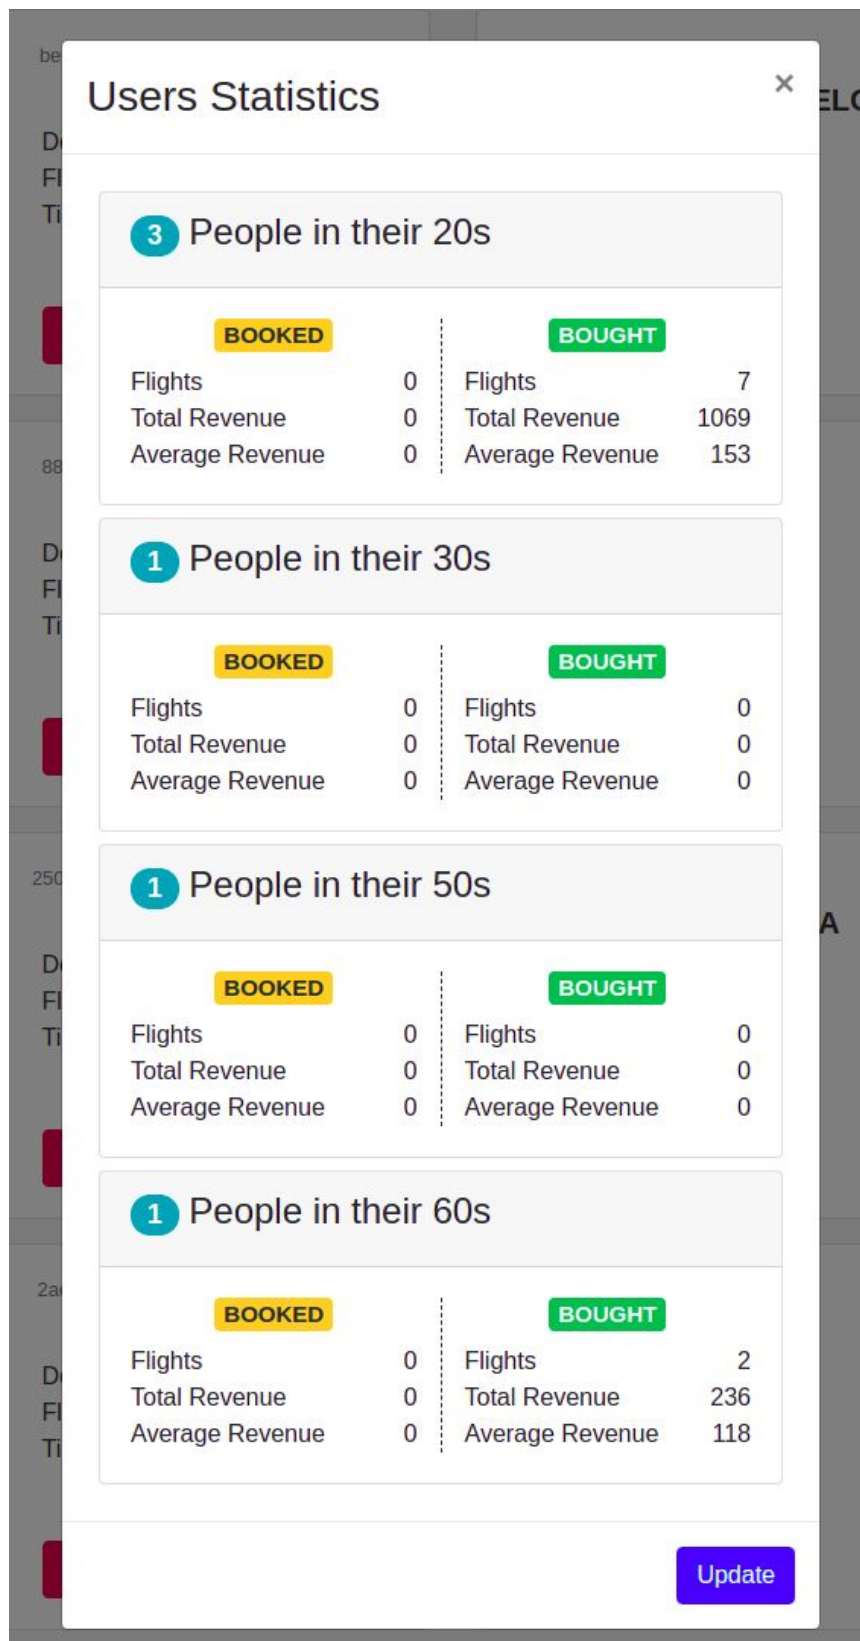 Users Statistics ×
3 People in their 20s
BOOKED BOUGHT
Flights 0 Flights 7
Total Revenue 0 Total Revenue 1069
Average Revenue 0 Average Revenue 153
1 People in their 30s
BOOKED BOUGHT
Flights 0 Flights 0
Total Revenue 0 Total Revenue 0
Average Revenue 0 Average Revenue 0
1 People in their 50s
BOOKED BOUGHT
Flights 0 Flights 0
Total Revenue 0 Total Revenue 0
Average Revenue 0 Average Revenue 0
1 People in their 60s
BOOKED BOUGHT
Flights 0 Flights 2
Total Revenue 0 Total Revenue 236
Average Revenue 0 Average Revenue 118
Update